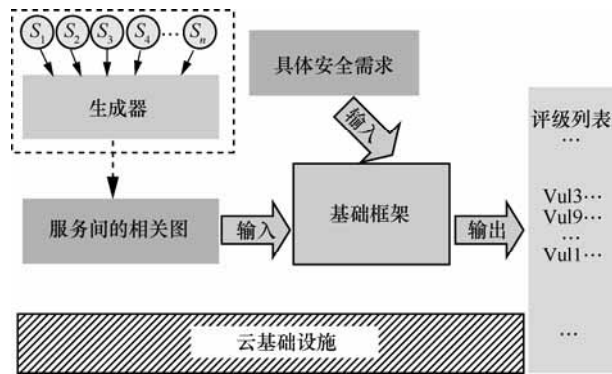 S1 S2 S3 S4 … Sn
生成器
具体安全需求
输入
服务间的相关图
输入
基础框架
输出
评级列表
…
Vul3…
Vul9…
…
Vul1…
…
云基础设施